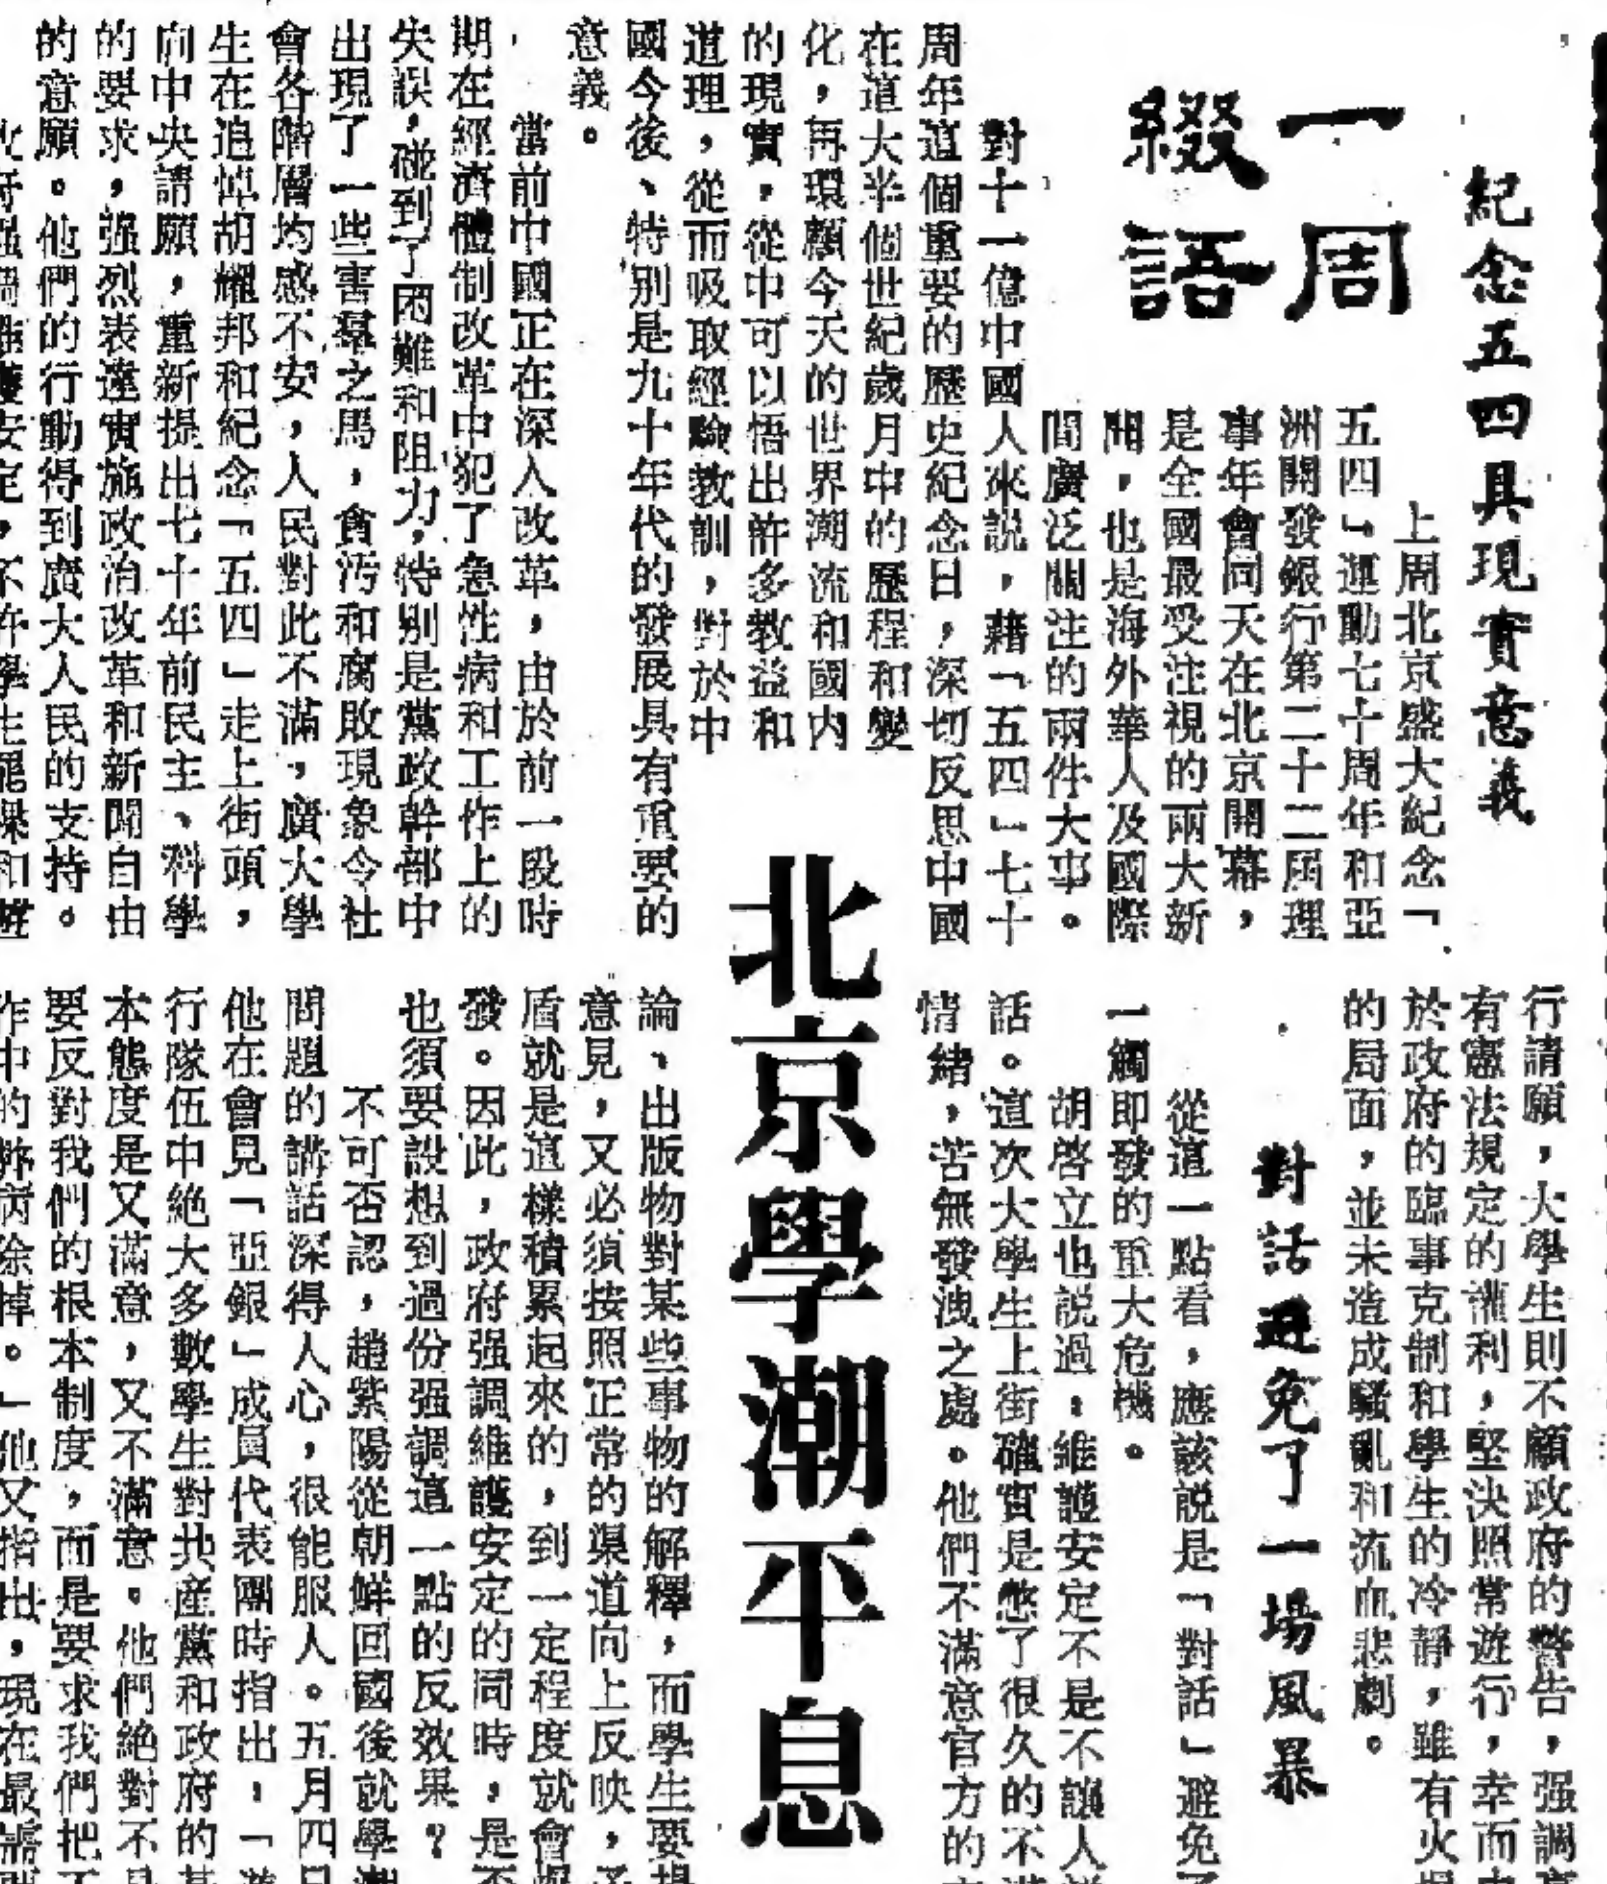 一周
綴語
紀念五四具現實意義
上周北京盛大紀念「
五四」運動七十周年和亞
洲開發銀行第二十二屆理
事年會同天在北京開幕,
是全國最受注視的兩大新
聞,也是海外華人及國際
間廣泛關注的兩件大事。
對十一億中國人來說,藉「五四」七十
周年這個重要的歷史紀念日,深切反思中國
在這大半個世紀歲月中的歷程和變
化,再環顧今天的世界潮流和國內
的現實,從中可以悟出許多教益和
道理,從而吸取經驗教訓,對於中
國今後、特別是九十年代的發展具有重要的
意義。
當前中國正在深入改革,由於前一段時
期在經濟體制改革中犯了急性病和工作上的
失誤,碰到了困難和阻力,特別是黨政幹部中
出現了一些害羣之馬,貪污和腐敗現象令社
會各階層均感不安,人民對此不滿,廣大學
生在追悼胡耀邦和紀念「五四」走上街頭,
向中央請願,重新提出七十年前民主、科學
的要求,强烈表達實施政治改革和新聞自由
的意願。他們的行動得到廣大人民的支持。
安定,不許學生罷課和遊
北京學潮平息
行請願,大學生則不顧政府的警告,强調
有憲法規定的權利,堅決照常遊行,幸而
於政府的臨事克制和學生的冷靜,雖有火
的局面,並未造成騷亂和流血悲劇。
對話避免了一場風暴
從這一點看,應該説是「對話」避免
一觸即發的重大危機。
胡啓立也説過:維護安定不是不讓人
話。這次大學生上街確實是憋了很久的不
情緒,苦無發洩之處。他們不滿意官方的
論、出版物對某些事物的解釋,而學生要
意見,又必須按照正常的渠道向上反映,
盾就是這樣積累起來的,到一定程度就會
發。因此,政府强調維護安定的同時,是
也須要設想到過份强調這一點的反效果?
不可否認,趙紫陽從朝鮮回國後就學
問題的講話深得人心,很能服人。五月四
他在會見「亞銀」成員代表團時指出,「
行隊伍中絕大多數學生對共產黨和政府的
本態度是又滿意,又不滿意。他們絕對不
要反對我們的根本制度,而是要求我們把
作中的弊病除掉。」他又指出,現在最需